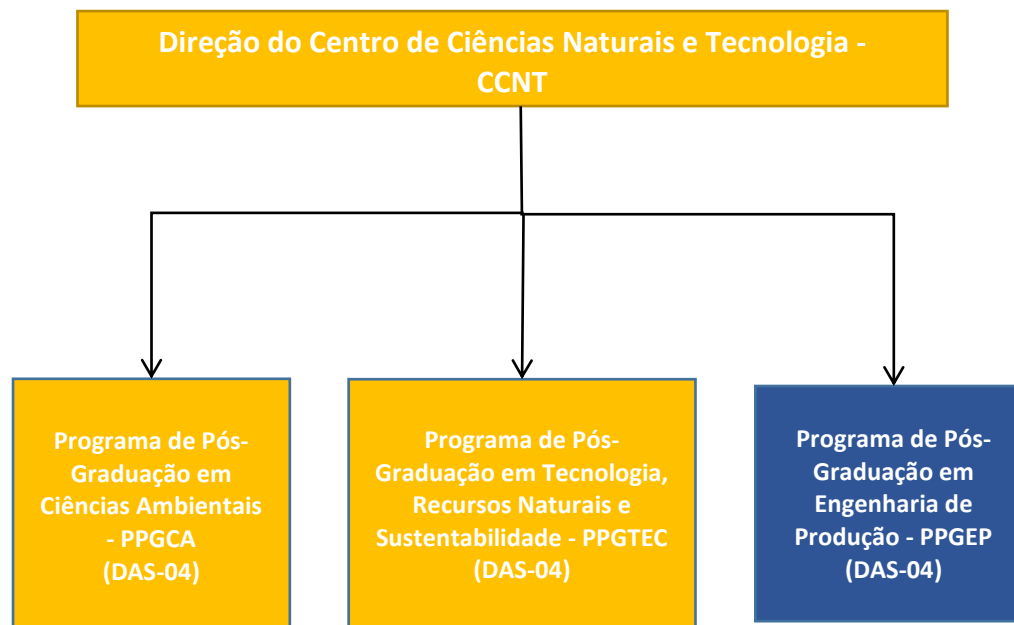 Direção do Centro de Ciências Naturais e Tecnologia -
CCNT
Programa de Pós-
Graduação em
Ciências Ambientais
- PPGCA
(DAS-04)
Programa de Pós-
Graduação em Tecnologia,
Recursos Naturais e
Sustentabilidade - PPGTEC
(DAS-04)
Programa de Pós-
Graduação em
Engenharia de
Produção - PPGEP
(DAS-04)